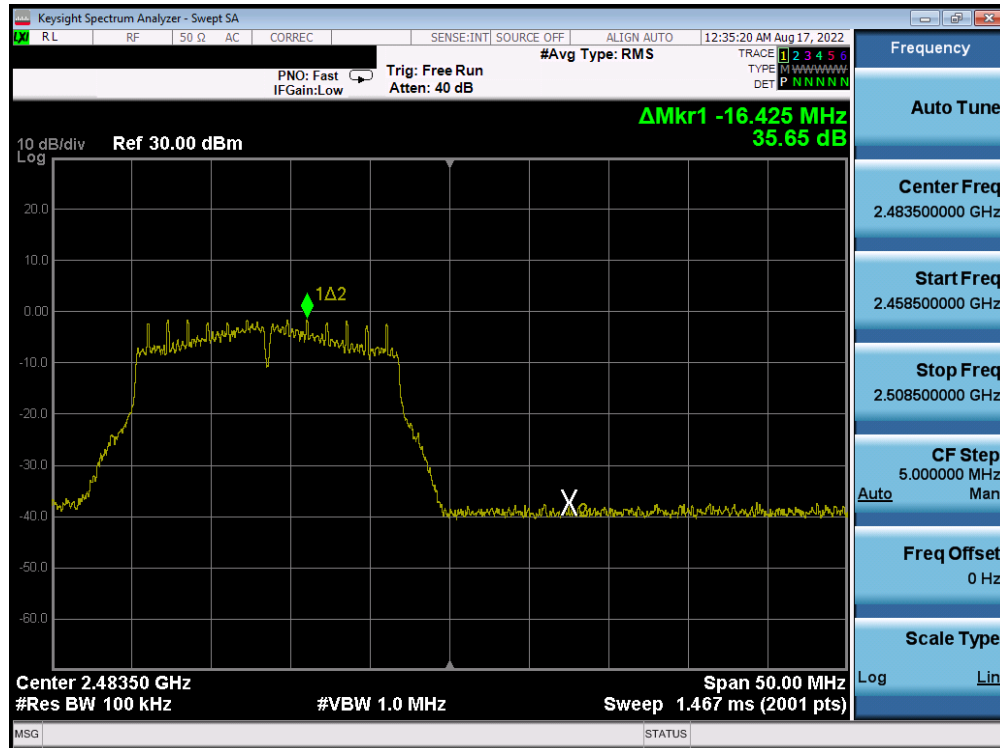 Keysight Spectrum Analyzer - Swept SA
LXI RL RF 50 Ω AC CORREC SENSE:INT SOURCE OFF ALIGN AUTO 12:35:20 AM Aug 17, 2022
#Avg Type: RMS
TRACE 1 2 3 4 5 6
TYPE M WWWWW
DET P N N N N N
PNO: Fast
IFGain:Low
Trig: Free Run
Atten: 40 dB
ΔMkr1 -16.425 MHz
35.65 dB
10 dB/div
Log
Ref 30.00 dBm
20.0
10.0
0.00
-10.0
-20.0
-30.0
-40.0
-50.0
-60.0
1Δ2
X2
Center 2.48350 GHz
Span 50.00 MHz
#Res BW 100 kHz
#VBW 1.0 MHz
Sweep 1.467 ms (2001 pts)
MSG
STATUS
Frequency
Auto Tune
Center Freq
2.483500000 GHz
Start Freq
2.458500000 GHz
Stop Freq
2.508500000 GHz
CF Step
5.000000 MHz
Auto Man
Freq Offset
0 Hz
Scale Type
Log Lin